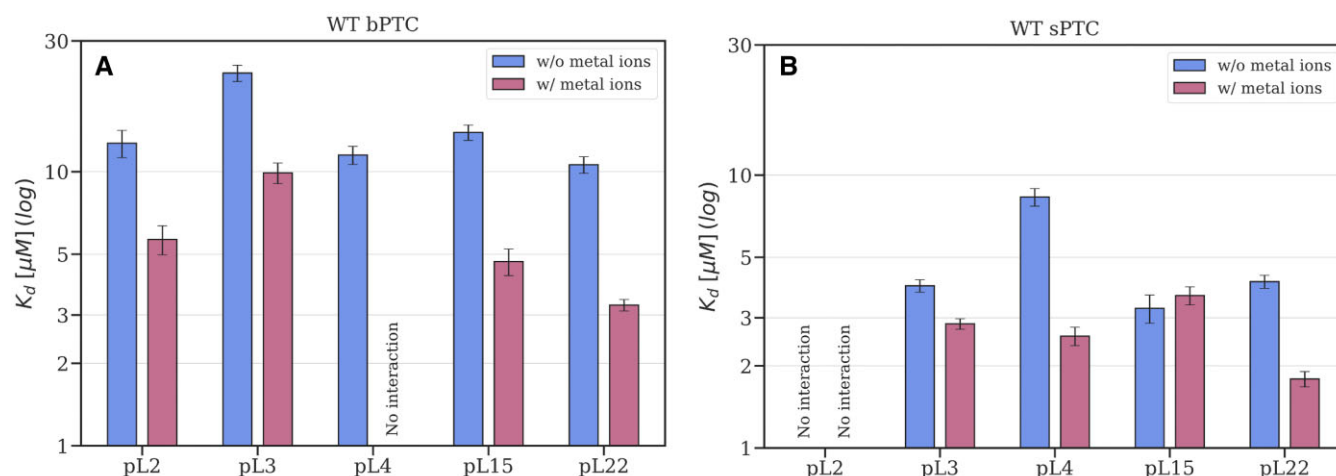 WT bPTC
A
w/o metal ions
w/ metal ions
K_d [μM] (log)
30
10
5
3
2
1
No interaction
pL2 pL3 pL4 pL15 pL22
WT sPTC
B
w/o metal ions
w/ metal ions
K_d [μM] (log)
30
10
5
3
2
1
No interaction
No interaction
pL2 pL3 pL4 pL15 pL22